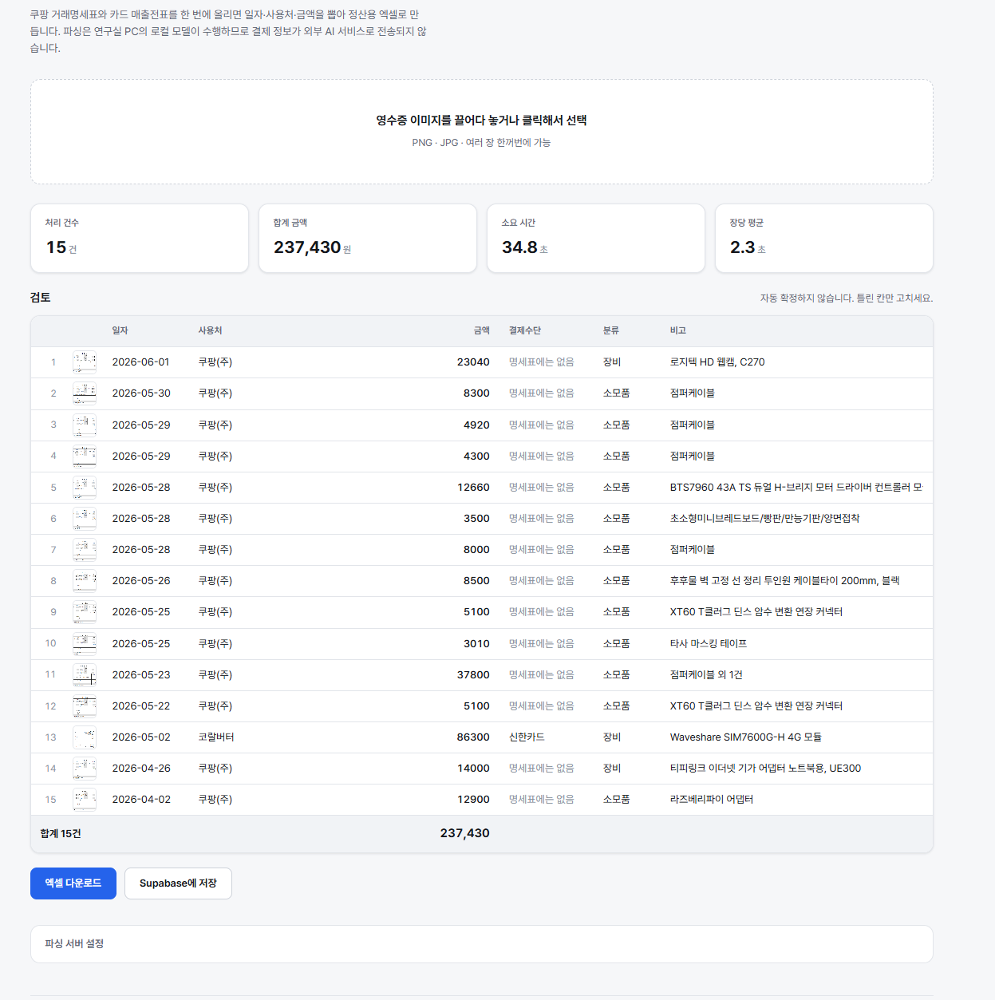 쿠팡 거래명세표와 카드 매출전표를 한 번에 올리면 일자·사용처·금액을 뽑아 정산용 엑셀로 만
듭니다. 파싱은 연구실 PC의 로컬 모델이 수행하므로 결제 정보가 외부 AI 서비스로 전송되지 않
습니다.
영수증 이미지를 끌어다 놓거나 클릭해서 선택
PNG · JPG · 여러 장 한꺼번에 가능
처리 건수 합계 금액 소요 시간 장당 평균
15 건 237,430 원 34.8 초 2.3 초
검토 자동 확정하지 않습니다. 틀린 칸만 고치세요.
일자 사용처 금액 결제수단 분류 비고
1 2026-06-01 쿠팡(주) 23040 명세표에는 없음 장비 로지텍 HD 웹캠, C270
2 2026-05-30 쿠팡(주) 8300 명세표에는 없음 소모품 점퍼케이블
3 2026-05-29 쿠팡(주) 4920 명세표에는 없음 소모품 점퍼케이블
4 2026-05-29 쿠팡(주) 4300 명세표에는 없음 소모품 점퍼케이블
5 2026-05-28 쿠팡(주) 12660 명세표에는 없음 소모품 BTS7960 43A TS 듀얼 H-브리지 모터 드라이버 컨트롤러 모
6 2026-05-28 쿠팡(주) 3500 명세표에는 없음 소모품 초소형미니브레드보드/빵판/만능기판/양면접착
7 2026-05-28 쿠팡(주) 8000 명세표에는 없음 소모품 점퍼케이블
8 2026-05-26 쿠팡(주) 8500 명세표에는 없음 소모품 후후물 벽 고정 선 정리 투인원 케이블타이 200mm, 블랙
9 2026-05-25 쿠팡(주) 5100 명세표에는 없음 소모품 XT60 T클러그 딘스 암수 변환 연장 커넥터
10 2026-05-25 쿠팡(주) 3010 명세표에는 없음 소모품 타사 마스킹 테이프
11 2026-05-23 쿠팡(주) 37800 명세표에는 없음 소모품 점퍼케이블 외 1건
12 2026-05-22 쿠팡(주) 5100 명세표에는 없음 소모품 XT60 T클러그 딘스 암수 변환 연장 커넥터
13 2026-05-02 코랄버터 86300 신한카드 장비 Waveshare SIM7600G-H 4G 모듈
14 2026-04-26 쿠팡(주) 14000 명세표에는 없음 장비 티피링크 이더넷 기가 어댑터 노트북용, UE300
15 2026-04-02 쿠팡(주) 12900 명세표에는 없음 소모품 라즈베리파이 어댑터
합계 15건 237,430
엑셀 다운로드 Supabase에 저장
파싱 서버 설정